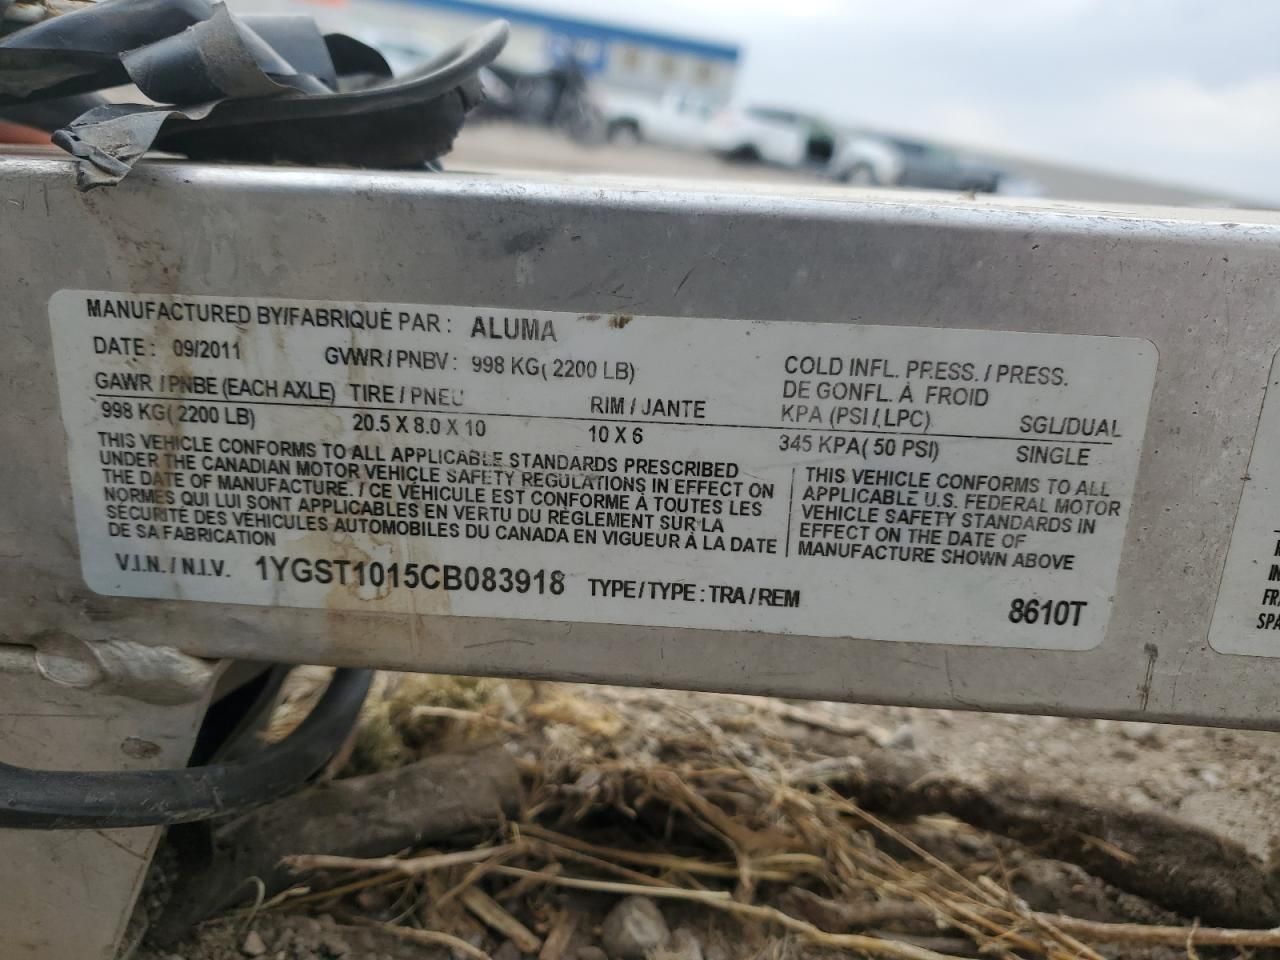 MANUFACTURED BY/FABRIQUÉ PAR : ALUMA
DATE : 09/2011 GVWR / PNBV : 998 KG( 2200 LB)
COLD INFL. PRESS. / PRESS.
DE GONFL. À FROID
GAWR / PNBE (EACH AXLE) TIRE / PNEU RIM / JANTE KPA (PSI / LPC) SGL/DUAL
998 KG( 2200 LB) 20.5 X 8.0 X 10 10 X 6 345 KPA( 50 PSI) SINGLE
THIS VEHICLE CONFORMS TO ALL APPLICABLE STANDARDS PRESCRIBED
UNDER THE CANADIAN MOTOR VEHICLE SAFETY REGULATIONS IN EFFECT ON
THE DATE OF MANUFACTURE. / CE VÉHICULE EST CONFORME À TOUTES LES
NORMES QUI LUI SONT APPLICABLES EN VERTU DU RÈGLEMENT SUR LA
SÉCURITÉ DES VÉHICULES AUTOMOBILES DU CANADA EN VIGUEUR À LA DATE
DE SA FABRICATION
THIS VEHICLE CONFORMS TO ALL
APPLICABLE U.S. FEDERAL MOTOR
VEHICLE SAFETY STANDARDS IN
EFFECT ON THE DATE OF
MANUFACTURE SHOWN ABOVE
V.I.N. / N.I.V. 1YGST1015CB083918 TYPE / TYPE : TRA / REM 8610T